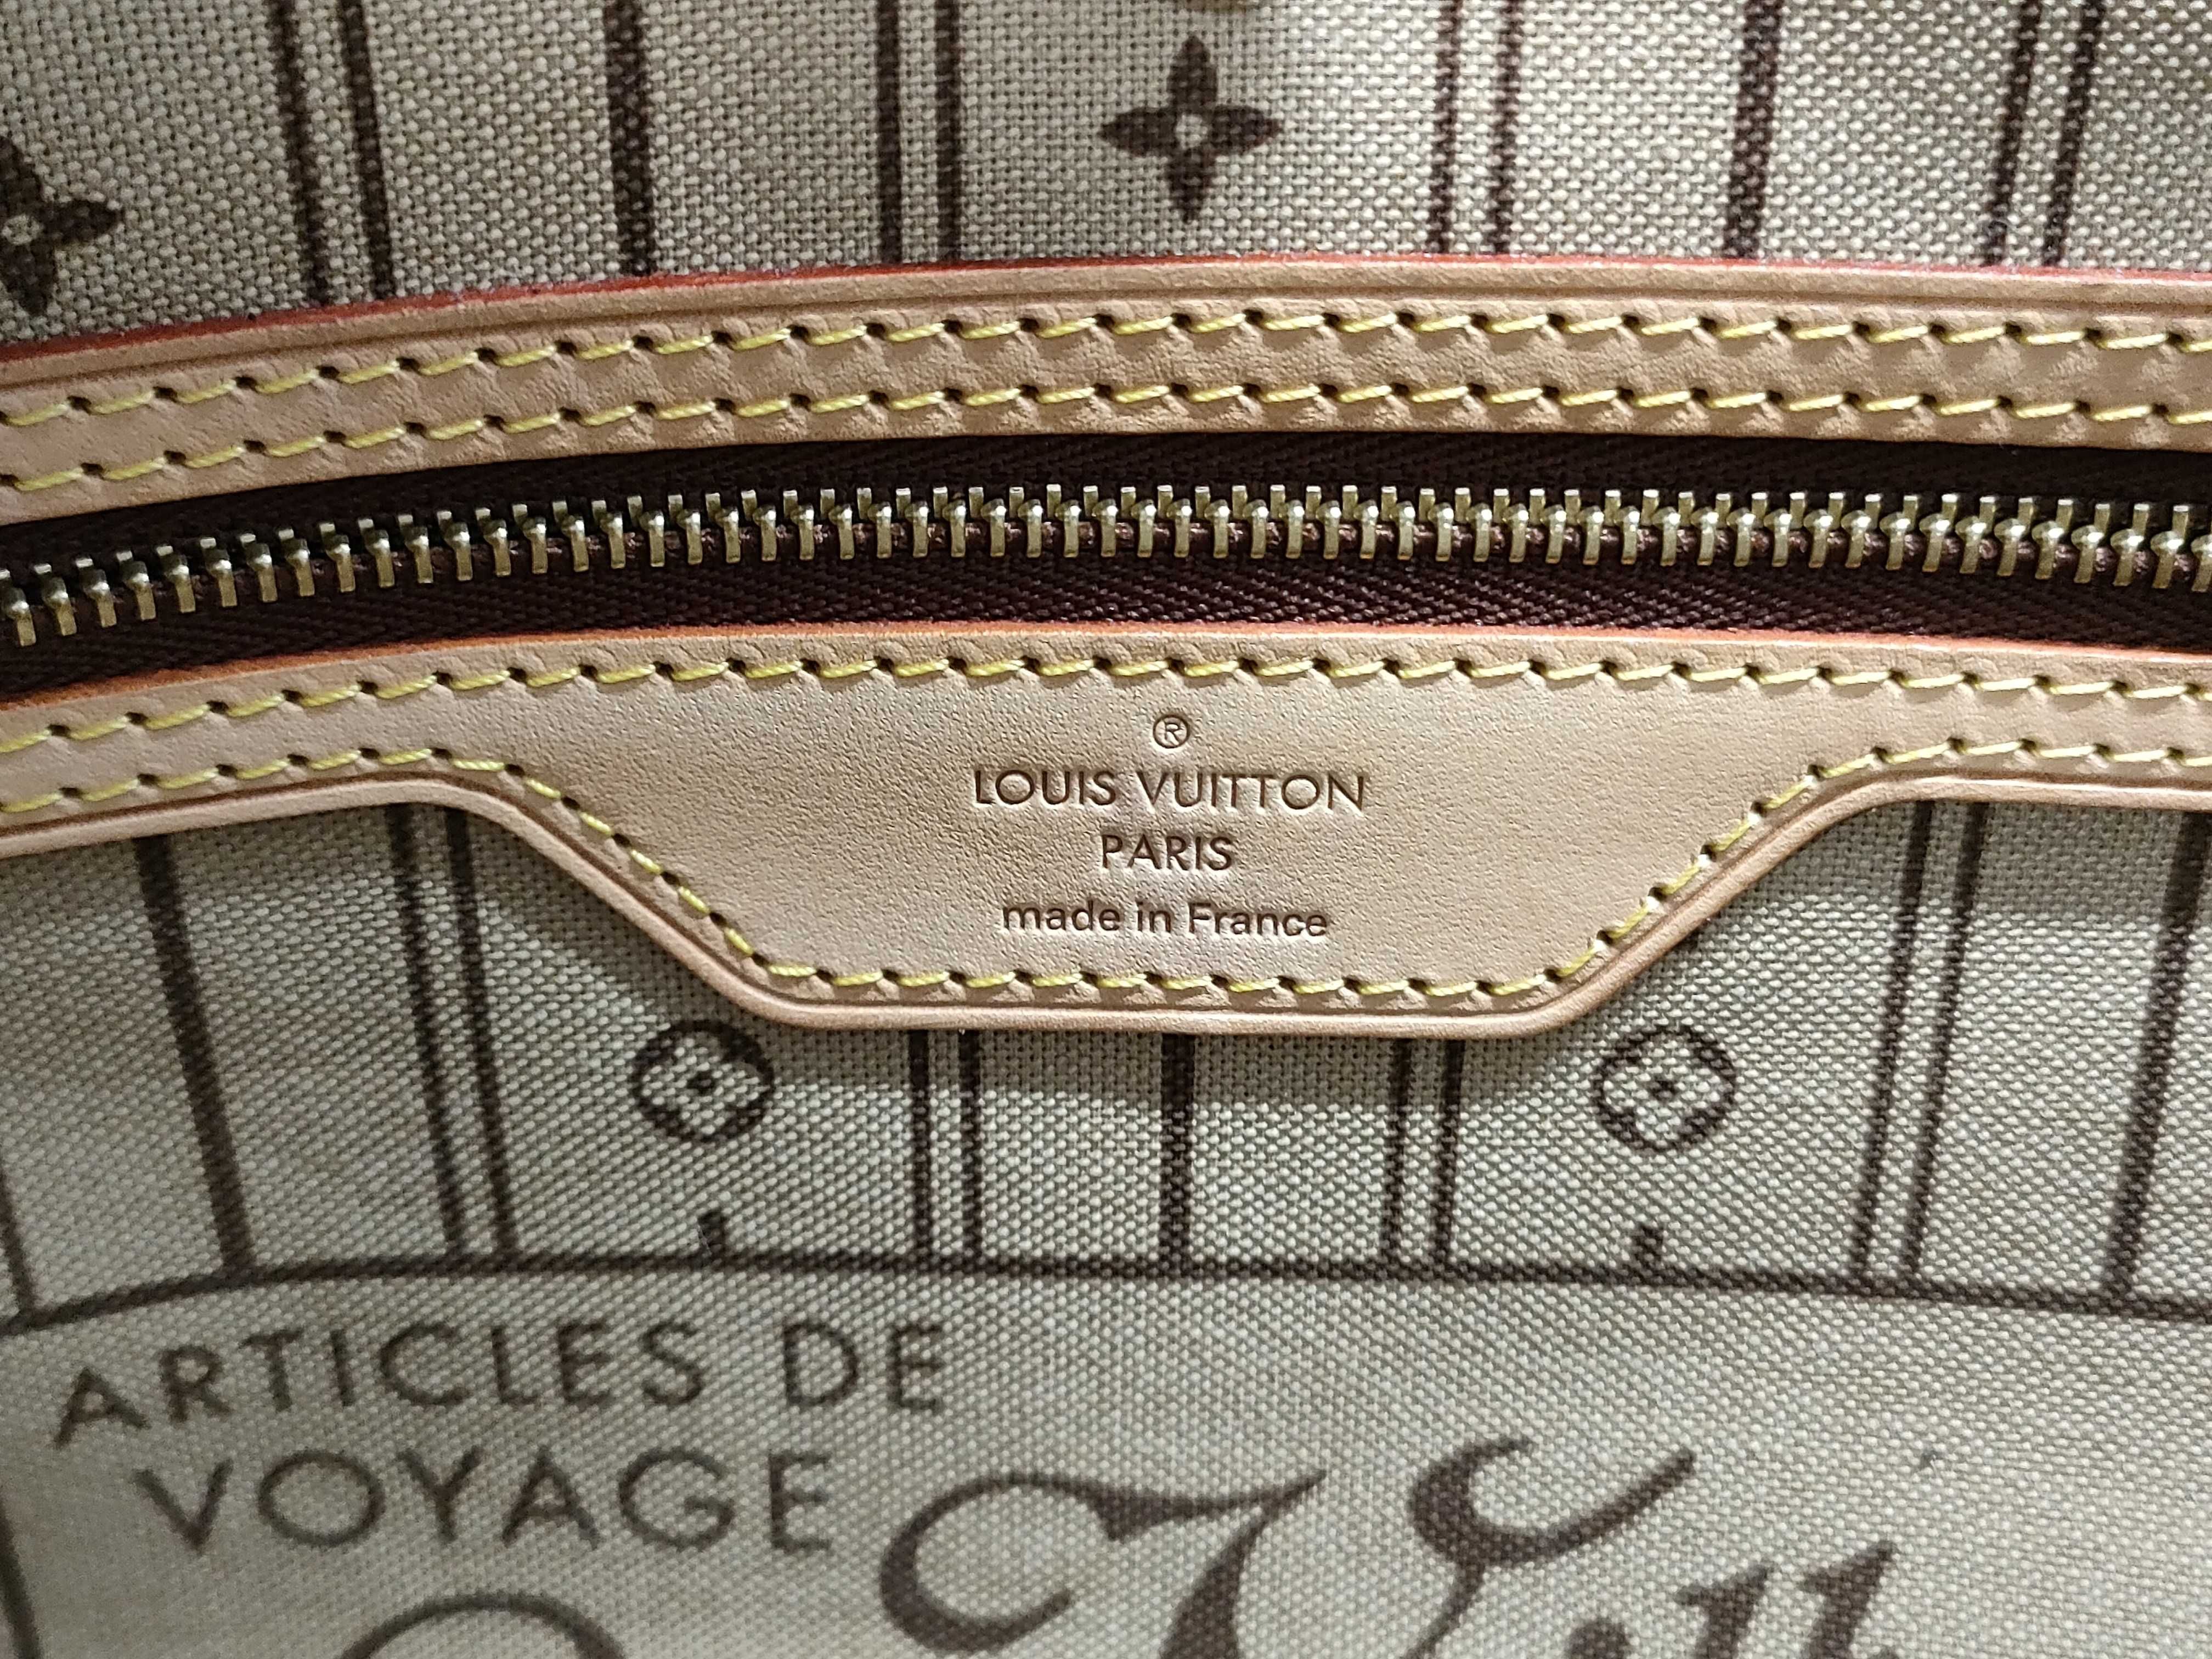 ®
LOUIS VUITTON
PARIS
made in France
ARTICLES DE
VOYAGE